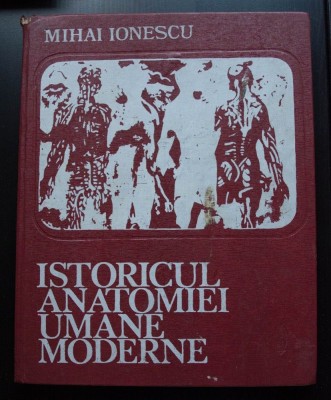 MIHAI IONESCU
ISTORICUL
ANATOMIEI
UMANE
MODERNE